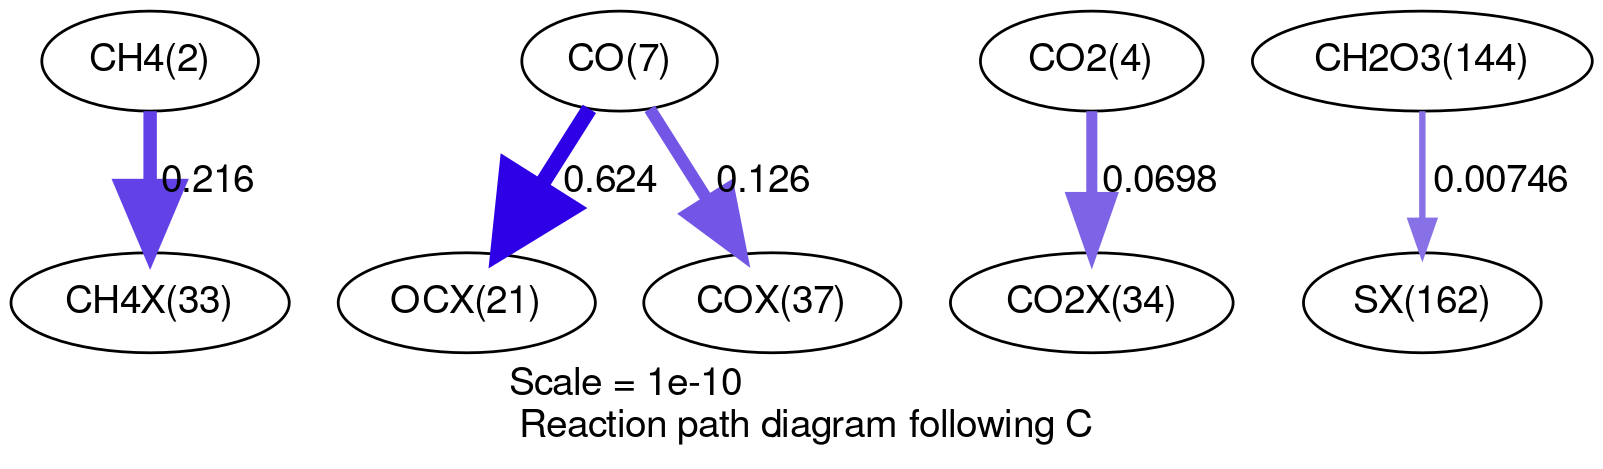 CH4(2) CO(7) CO2(4) CH2O3(144)
0.216 0.624 0.126 0.0698 0.00746
CH4X(33) OCX(21) COX(37) CO2X(34) SX(162)
Scale = 1e-10
Reaction path diagram following C